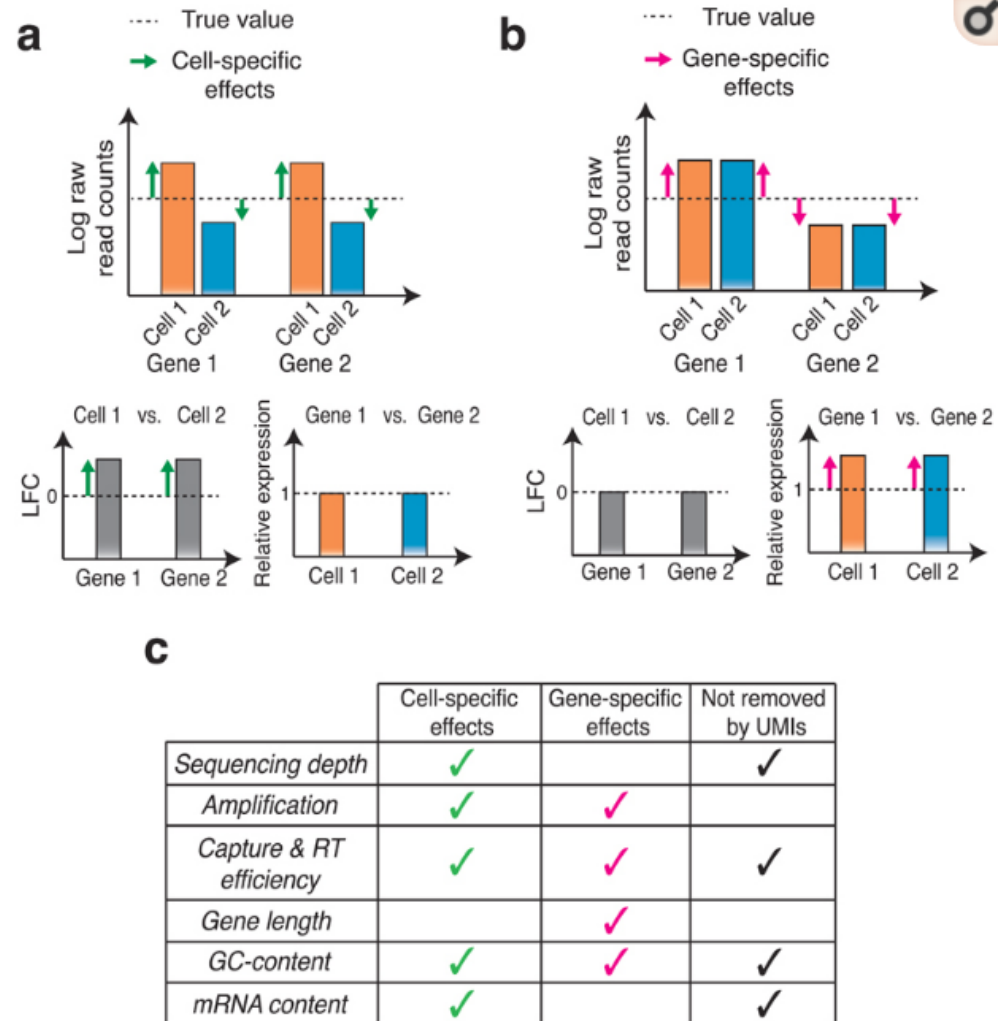 a
True value
Cell-specific
effects
Log raw
read counts
Cell 1
Cell 2
Cell 1
Cell 2
Gene 1
Gene 2
Cell 1 vs. Cell 2
LFC
0
Gene 1
Gene 2
Gene 1 vs. Gene 2
Relative expression
1
Cell 1
Cell 2
b
True value
Gene-specific
effects
Log raw
read counts
Cell 1
Cell 2
Cell 1
Cell 2
Gene 1
Gene 2
Cell 1 vs. Cell 2
LFC
0
Gene 1
Gene 2
Gene 1 vs. Gene 2
Relative expression
1
Cell 1
Cell 2
c
Cell-specific
effects
Gene-specific
effects
Not removed
by UMIs
Sequencing depth ✓ ✓
Amplification ✓ ✓
Capture & RT
efficiency ✓ ✓ ✓
Gene length ✓
GC-content ✓ ✓ ✓
mRNA content ✓ ✓